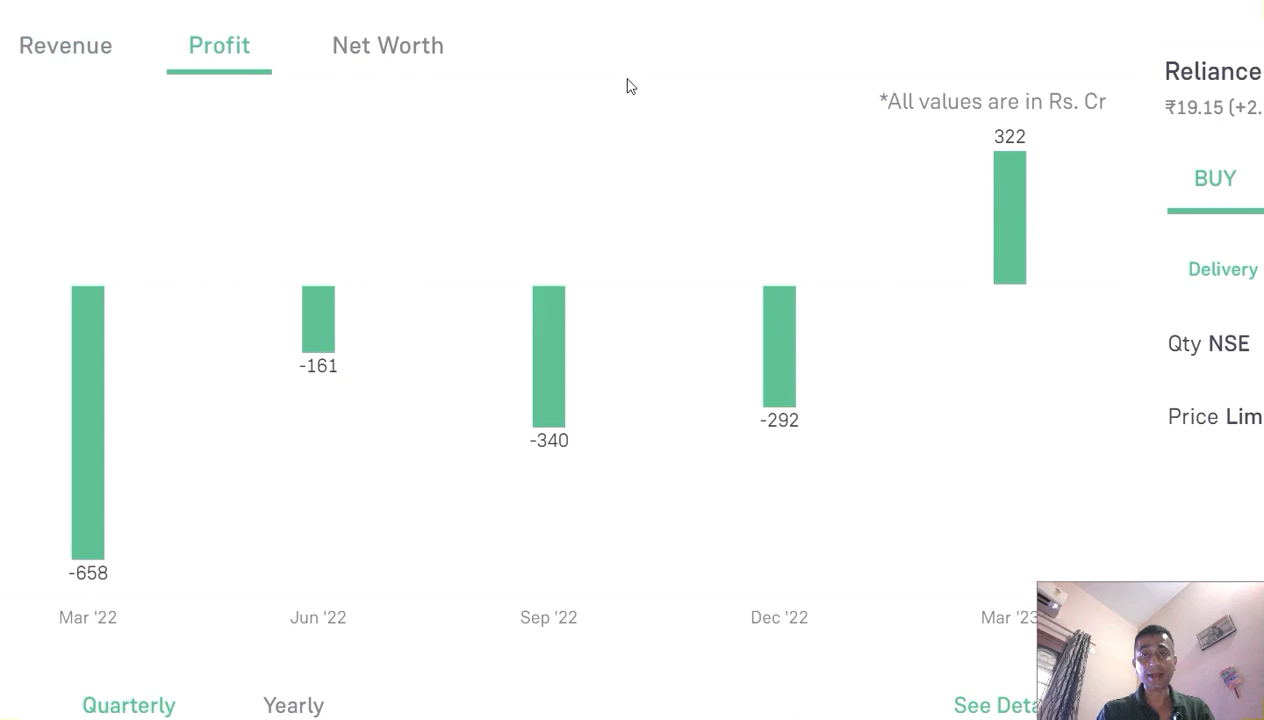 Revenue Profit Net Worth
Reliance
₹19.15 (+2.
*All values are in Rs. Cr
322
BUY
Delivery
Qty NSE
-161
-292
Price Lim
-340
-658
Mar '22 Jun '22 Sep '22 Dec '22 Mar '23
Quarterly Yearly See Deta